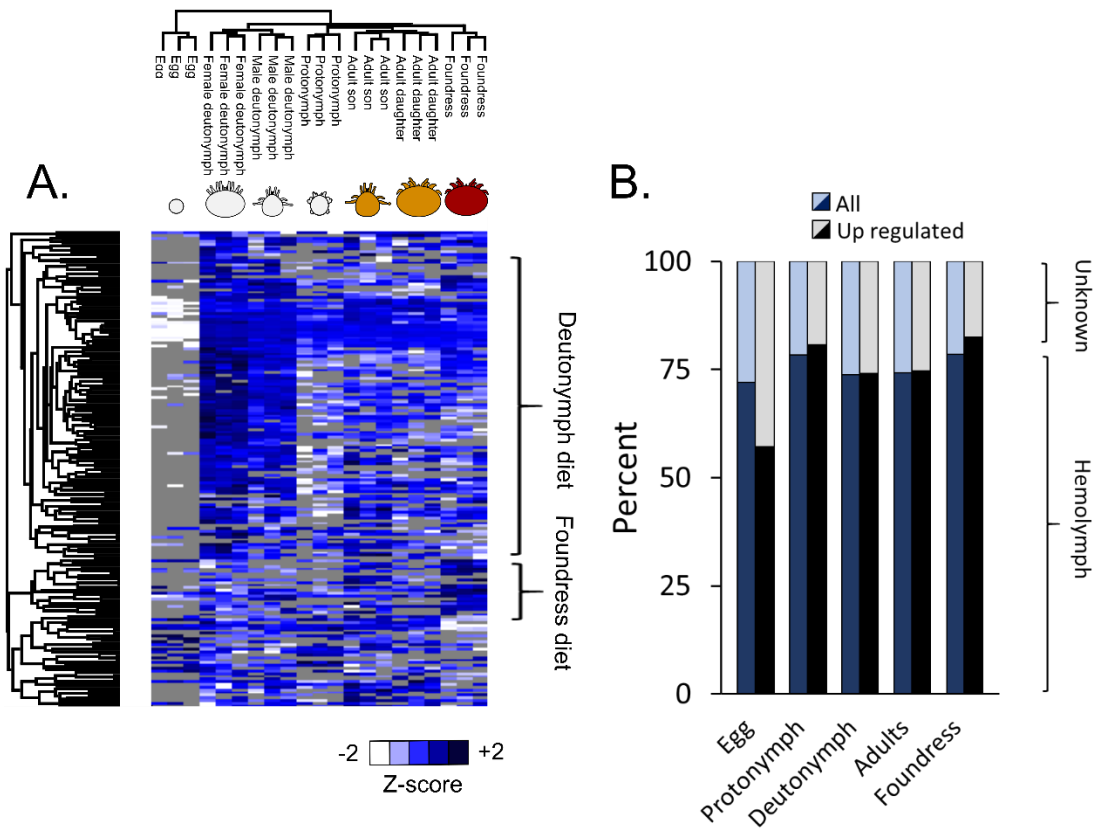 Egg
Egg
Egg
Female deutonymph
Female deutonymph
Female deutonymph
Male deutonymph
Male deutonymph
Male deutonymph
Protonymph
Protonymph
Protonymph
Adult son
Adult son
Adult son
Adult daughter
Adult daughter
Adult daughter
Foundress
Foundress
Foundress
A.
Deutonymph diet
Foundress diet
-2
+2
Z-score
B.
All
Up regulated
Percent
100
75
50
25
0
Unknown
Hemolymph
Egg
Protonymph
Deutonymph
Adults
Foundress